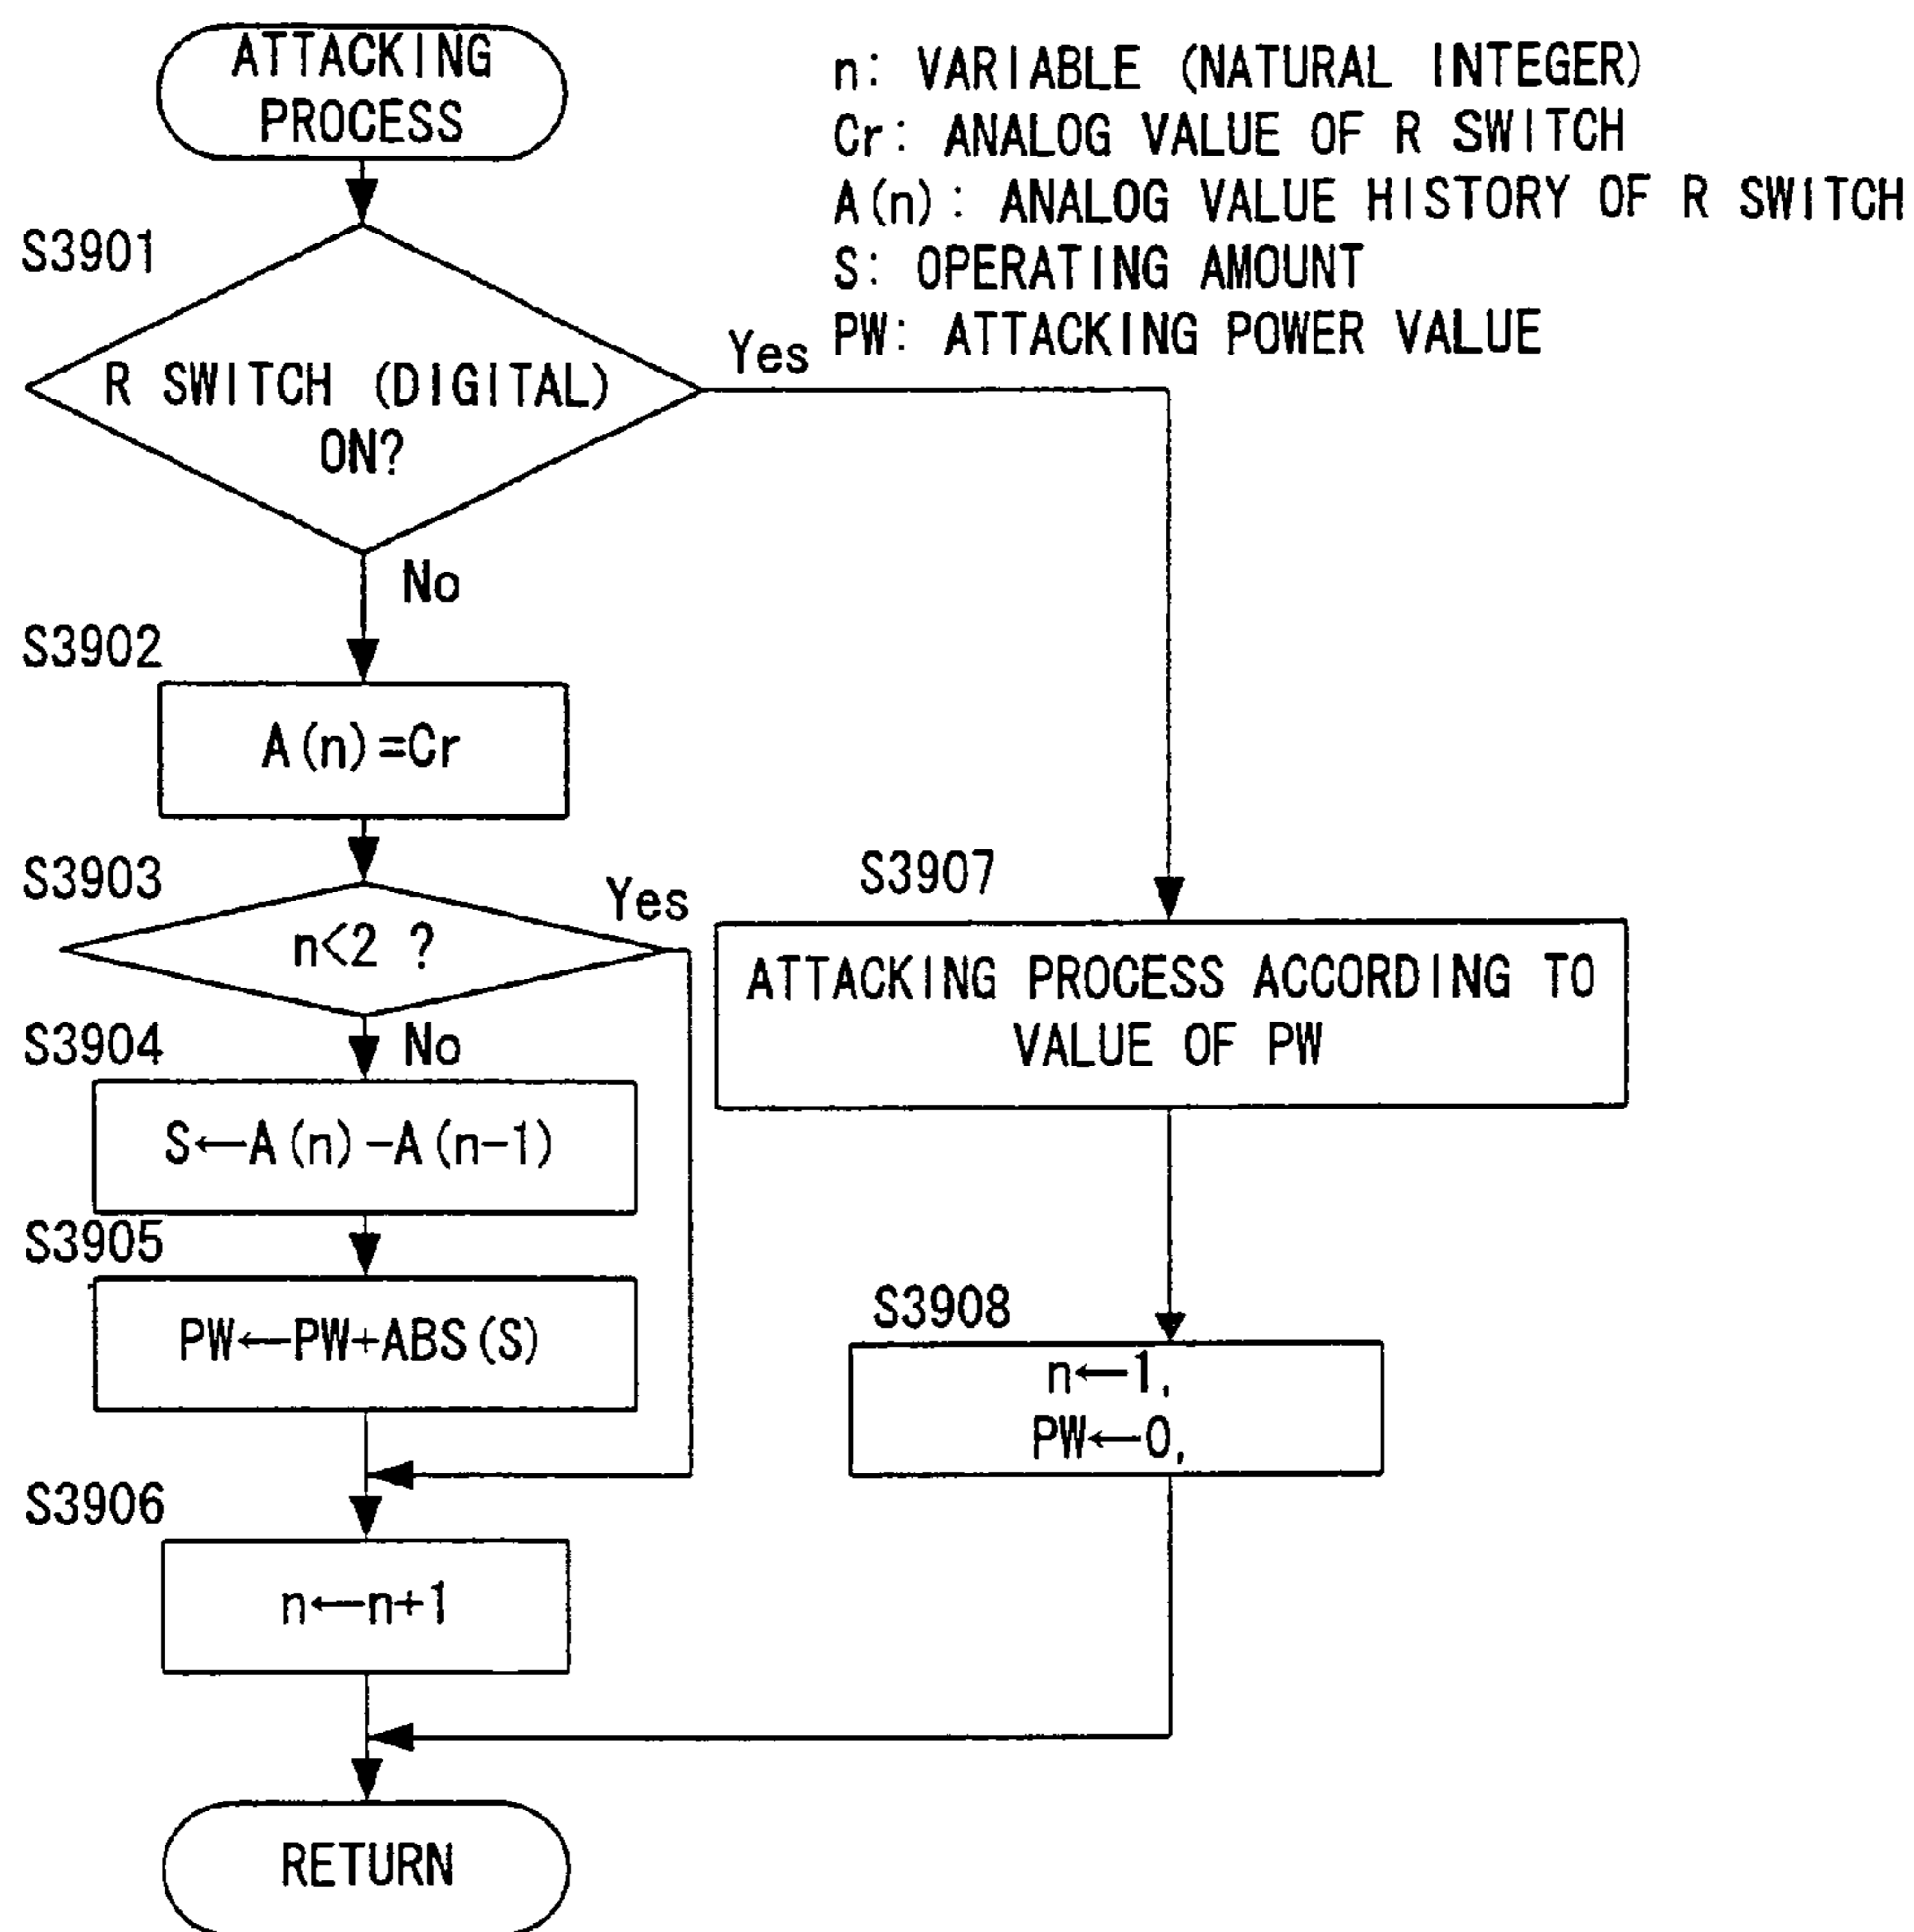 ATTACKING
PROCESS
n: VARIABLE (NATURAL INTEGER)
Cr: ANALOG VALUE OF R SWITCH
A(n): ANALOG VALUE HISTORY OF R SWITCH
S: OPERATING AMOUNT
PW: ATTACKING POWER VALUE
S3901
R SWITCH (DIGITAL)
ON?
Yes
No
S3902
A(n)=Cr
S3903
n<2 ?
Yes
No
S3904
S←A(n)-A(n-1)
S3905
PW←PW+ABS(S)
S3906
n←n+1
S3907
ATTACKING PROCESS ACCORDING TO
VALUE OF PW
S3908
n←1,
PW←0,
RETURN